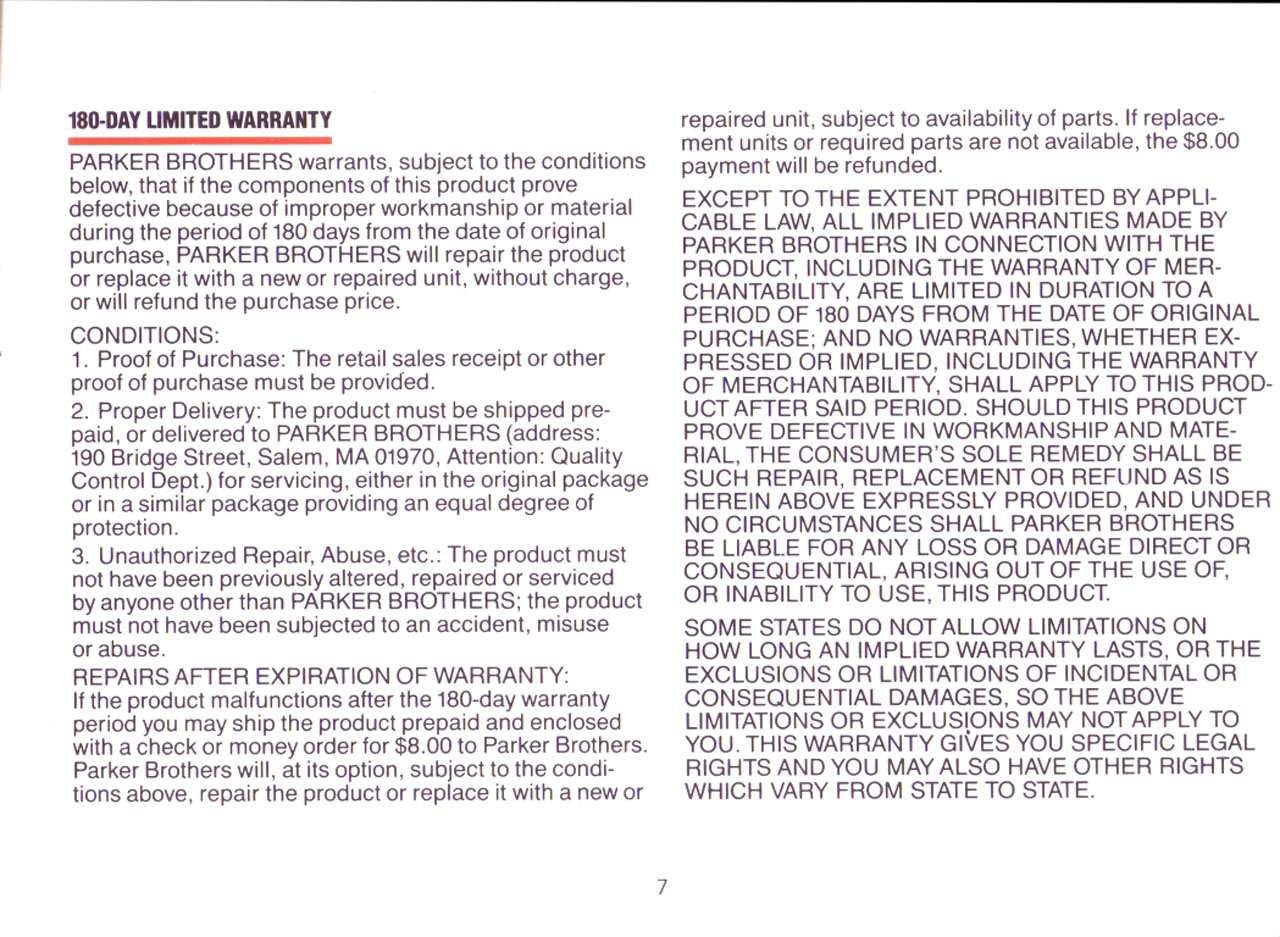 180-DAY LIMITED WARRANTY
PARKER BROTHERS warrants, subject to the conditions
below, that if the components of this product prove
defective because of improper workmanship or material
during the period of 180 days from the date of original
purchase, PARKER BROTHERS will repair the product
or replace it with a new or repaired unit, without charge,
or will refund the purchase price.
CONDITIONS:
1. Proof of Purchase: The retail sales receipt or other
proof of purchase must be provided.
2. Proper Delivery: The product must be shipped pre-
paid, or delivered to PARKER BROTHERS (address:
190 Bridge Street, Salem, MA 01970, Attention: Quality
Control Dept.) for servicing, either in the original package
or in a similar package providing an equal degree of
protection.
3. Unauthorized Repair, Abuse, etc.: The product must
not have been previously altered, repaired or serviced
by anyone other than PARKER BROTHERS; the product
must not have been subjected to an accident, misuse
or abuse.
REPAIRS AFTER EXPIRATION OF WARRANTY:
If the product malfunctions after the 180-day warranty
period you may ship the product prepaid and enclosed
with a check or money order for $8.00 to Parker Brothers.
Parker Brothers will, at its option, subject to the condi-
tions above, repair the product or replace it with a new or
repaired unit, subject to availability of parts. If replace-
ment units or required parts are not available, the $8.00
payment will be refunded.
EXCEPT TO THE EXTENT PROHIBITED BY APPLI-
CABLE LAW, ALL IMPLIED WARRANTIES MADE BY
PARKER BROTHERS IN CONNECTION WITH THE
PRODUCT, INCLUDING THE WARRANTY OF MER-
CHANTABILITY, ARE LIMITED IN DURATION TO A
PERIOD OF 180 DAYS FROM THE DATE OF ORIGINAL
PURCHASE; AND NO WARRANTIES, WHETHER EX-
PRESSED OR IMPLIED, INCLUDING THE WARRANTY
OF MERCHANTABILITY, SHALL APPLY TO THIS PROD-
UCT AFTER SAID PERIOD. SHOULD THIS PRODUCT
PROVE DEFECTIVE IN WORKMANSHIP AND MATE-
RIAL, THE CONSUMER'S SOLE REMEDY SHALL BE
SUCH REPAIR, REPLACEMENT OR REFUND AS IS
HEREIN ABOVE EXPRESSLY PROVIDED, AND UNDER
NO CIRCUMSTANCES SHALL PARKER BROTHERS
BE LIABLE FOR ANY LOSS OR DAMAGE DIRECT OR
CONSEQUENTIAL, ARISING OUT OF THE USE OF,
OR INABILITY TO USE, THIS PRODUCT.
SOME STATES DO NOT ALLOW LIMITATIONS ON
HOW LONG AN IMPLIED WARRANTY LASTS, OR THE
EXCLUSIONS OR LIMITATIONS OF INCIDENTAL OR
CONSEQUENTIAL DAMAGES, SO THE ABOVE
LIMITATIONS OR EXCLUSIONS MAY NOT APPLY TO
YOU. THIS WARRANTY GIVES YOU SPECIFIC LEGAL
RIGHTS AND YOU MAY ALSO HAVE OTHER RIGHTS
WHICH VARY FROM STATE TO STATE.
7